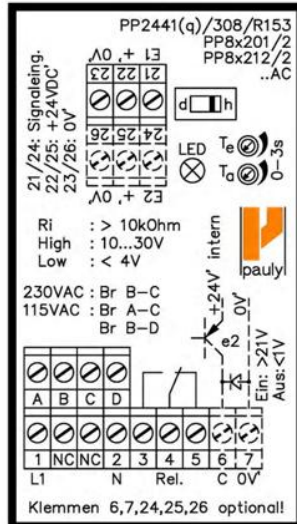 PP2441(q)/308/R153
PP8x201/2
PP8x212/2
..AC
21/24: Signaleing.
22/25: +24VDC'
23/26: 0V'
0V' + E1
23 22 21
26 25 24
0V' + E2
d h
LED
Te
Ta
0-3s
Ri : > 10kOhm
High : 10...30V
Low : < 4V
pauly
230VAC : Br B-C
115VAC : Br A-C
Br B-D
+24V' intern
0V'
e2
Ein: >21V
Aus: <1V
A B C D
1 NC NC 2 3 4 5 6 7
L1 N Rel. C 0V'
Klemmen 6,7,24,25,26 optional!